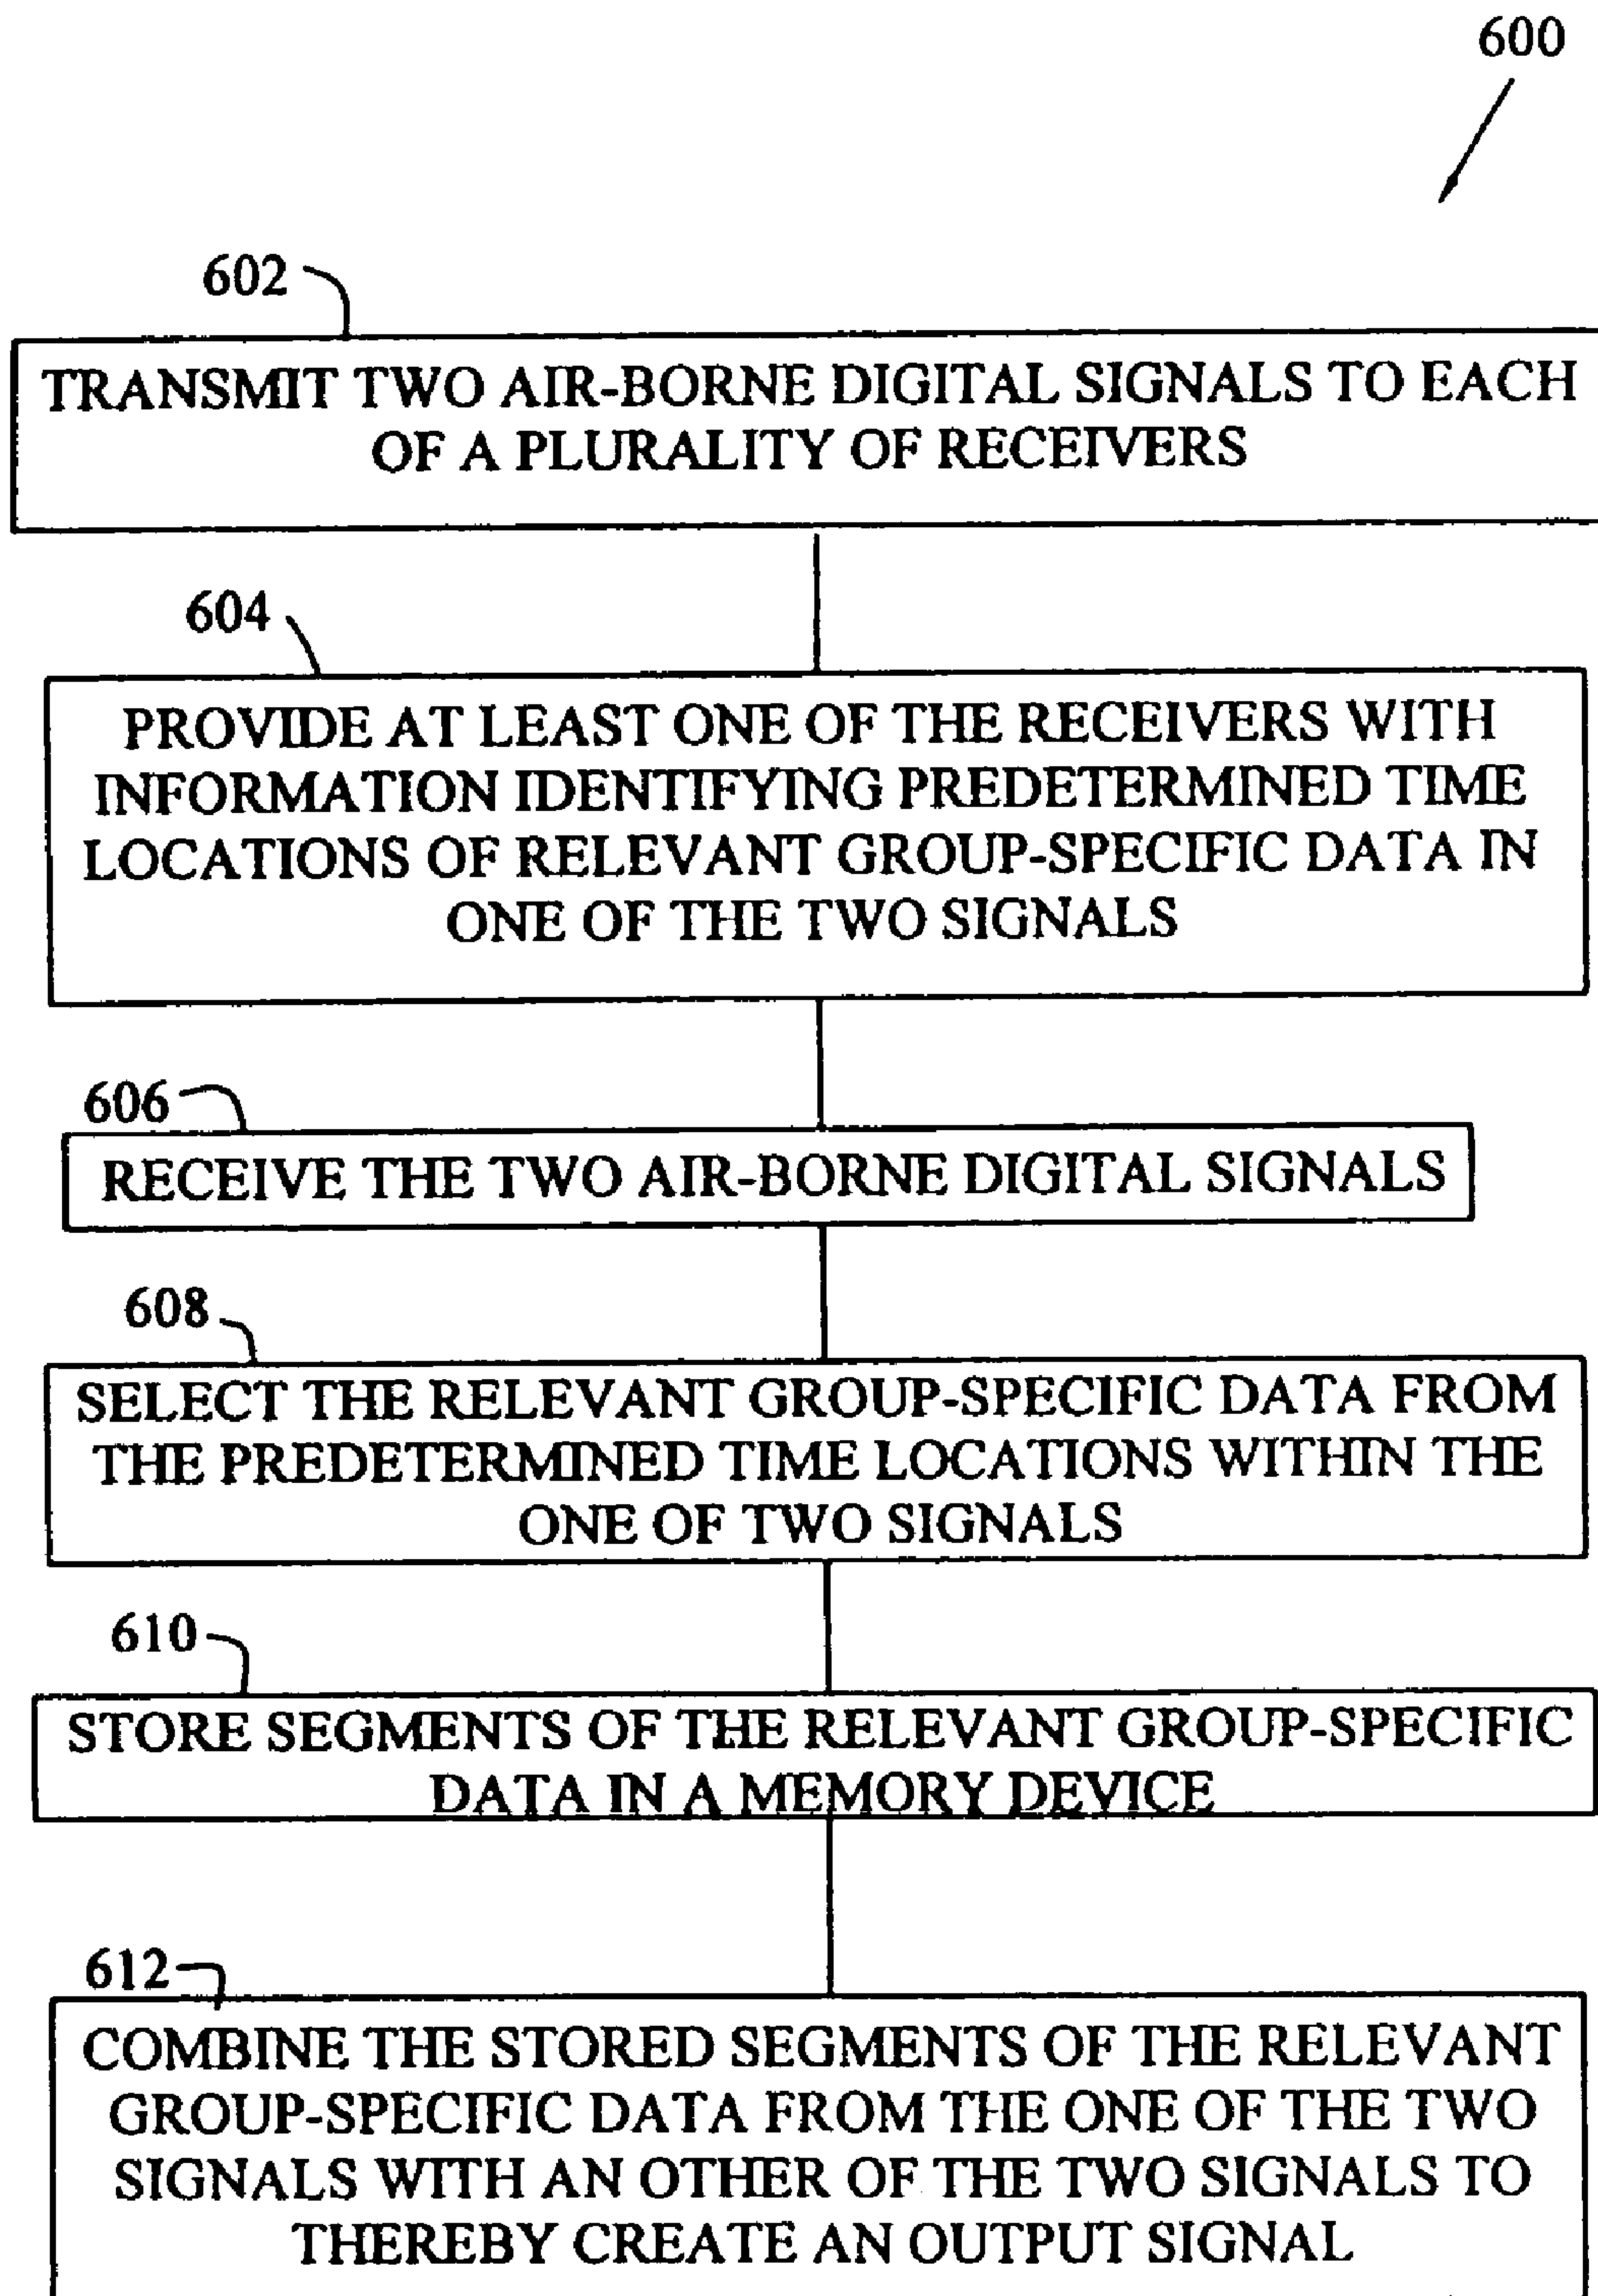 600
602
TRANSMIT TWO AIR-BORNE DIGITAL SIGNALS TO EACH
OF A PLURALITY OF RECEIVERS
604
PROVIDE AT LEAST ONE OF THE RECEIVERS WITH
INFORMATION IDENTIFYING PREDETERMINED TIME
LOCATIONS OF RELEVANT GROUP-SPECIFIC DATA IN
ONE OF THE TWO SIGNALS
606
RECEIVE THE TWO AIR-BORNE DIGITAL SIGNALS
608
SELECT THE RELEVANT GROUP-SPECIFIC DATA FROM
THE PREDETERMINED TIME LOCATIONS WITHIN THE
ONE OF TWO SIGNALS
610
STORE SEGMENTS OF THE RELEVANT GROUP-SPECIFIC
DATA IN A MEMORY DEVICE
612
COMBINE THE STORED SEGMENTS OF THE RELEVANT
GROUP-SPECIFIC DATA FROM THE ONE OF THE TWO
SIGNALS WITH AN OTHER OF THE TWO SIGNALS TO
THEREBY CREATE AN OUTPUT SIGNAL